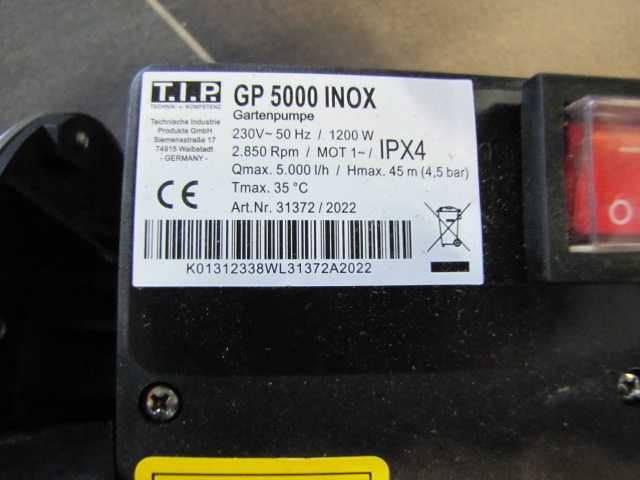 T.I.P.
TECHNIK + KOMPETENZ
GP 5000 INOX
Gartenpumpe
Technische Industrie
Produkte GmbH
Siemensstraße 17
74915 Waibstadt
- GERMANY -
230V~ 50 Hz / 1200 W
2.850 Rpm / MOT 1~ / IPX4
Qmax. 5.000 l/h / Hmax. 45 m (4,5 bar)
Tmax. 35 °C
Art.Nr. 31372 / 2022
CE
K01312338WL31372A2022